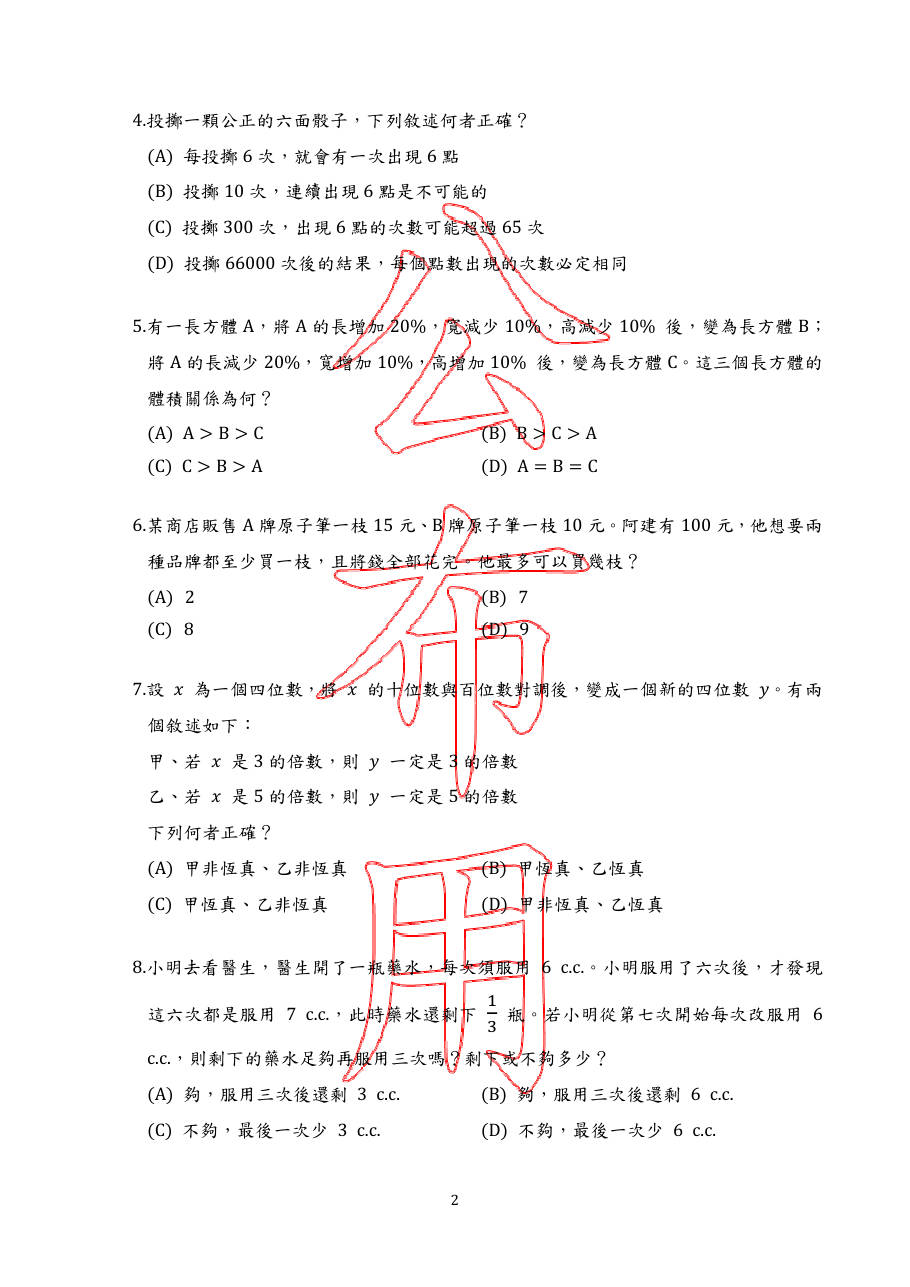 4.投擲一顆公正的六面骰子，下列敘述何者正確？
(A) 每投擲 6 次，就會有一次出現 6 點
(B) 投擲 10 次，連續出現 6 點是不可能的
(C) 投擲 300 次，出現 6 點的次數可能超過 65 次
(D) 投擲 66000 次後的結果，每個點數出現的次數必定相同
5.有一長方體 A，將 A 的長增加 20%，寬減少 10%，高減少 10% 後，變為長方體 B；
將 A 的長減少 20%，寬增加 10%，高增加 10% 後，變為長方體 C。這三個長方體的
體積關係為何？
(A) A > B > C (B) B > C > A
(C) C > B > A (D) A = B = C
6.某商店販售 A 牌原子筆一枝 15 元、B 牌原子筆一枝 10 元。阿建有 100 元，他想要兩
種品牌都至少買一枝，且將錢全部花完。他最多可以買幾枝？
(A) 2 (B) 7
(C) 8 (D) 9
7.設 x 為一個四位數，將 x 的十位數與百位數對調後，變成一個新的四位數 y。有兩
個敘述如下：
甲、若 x 是 3 的倍數，則 y 一定是 3 的倍數
乙、若 x 是 5 的倍數，則 y 一定是 5 的倍數
下列何者正確？
(A) 甲非恆真、乙非恆真 (B) 甲恆真、乙恆真
(C) 甲恆真、乙非恆真 (D) 甲非恆真、乙恆真
8.小明去看醫生，醫生開了一瓶藥水，每次須服用 6 c.c.。小明服用了六次後，才發現
這六次都是服用 7 c.c.，此時藥水還剩下 1/3 瓶。若小明從第七次開始每次改服用 6
c.c.，則剩下的藥水足夠再服用三次嗎？剩下或不夠多少？
(A) 夠，服用三次後還剩 3 c.c. (B) 夠，服用三次後還剩 6 c.c.
(C) 不夠，最後一次少 3 c.c. (D) 不夠，最後一次少 6 c.c.
2
公布用